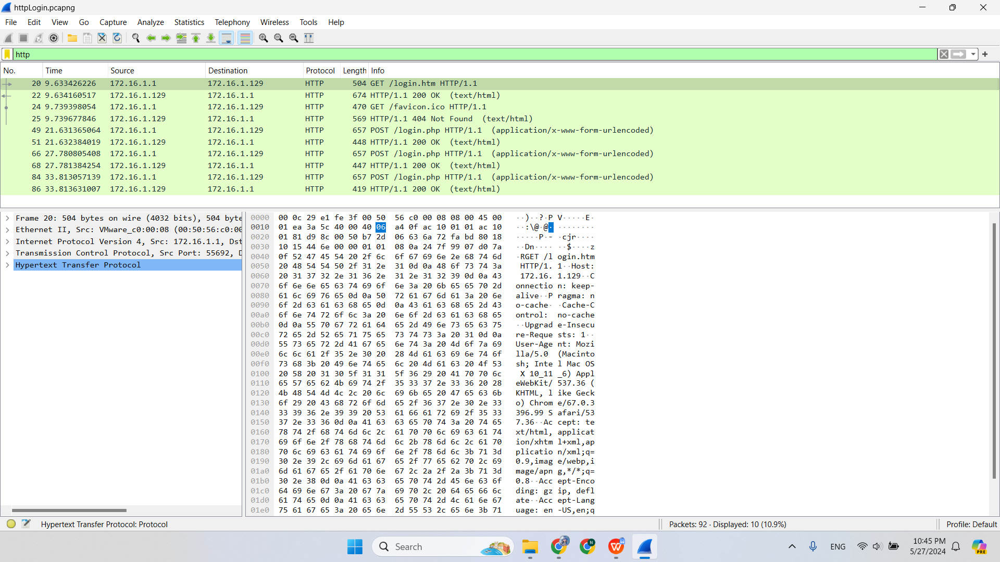 httpLogin.pcapng
File Edit View Go Capture Analyze Statistics Telephony Wireless Tools Help
http
No. Time Source Destination Protocol Length Info
20 9.633426226 172.16.1.1 172.16.1.129 HTTP 504 GET /login.htm HTTP/1.1
22 9.634160517 172.16.1.129 172.16.1.1 HTTP 674 HTTP/1.1 200 OK (text/html)
24 9.739398054 172.16.1.1 172.16.1.129 HTTP 470 GET /favicon.ico HTTP/1.1
25 9.739677846 172.16.1.129 172.16.1.1 HTTP 569 HTTP/1.1 404 Not Found (text/html)
49 21.631365064 172.16.1.1 172.16.1.129 HTTP 657 POST /login.php HTTP/1.1 (application/x-www-form-urlencoded)
51 21.632384019 172.16.1.129 172.16.1.1 HTTP 448 HTTP/1.1 200 OK (text/html)
66 27.780805408 172.16.1.1 172.16.1.129 HTTP 657 POST /login.php HTTP/1.1 (application/x-www-form-urlencoded)
68 27.781384254 172.16.1.129 172.16.1.1 HTTP 447 HTTP/1.1 200 OK (text/html)
84 33.813057139 172.16.1.1 172.16.1.129 HTTP 657 POST /login.php HTTP/1.1 (application/x-www-form-urlencoded)
86 33.813631007 172.16.1.129 172.16.1.1 HTTP 419 HTTP/1.1 200 OK (text/html)
Frame 20: 504 bytes on wire (4032 bits), 504 byte
Ethernet II, Src: VMware_c0:00:08 (00:50:56:c0:00
Internet Protocol Version 4, Src: 172.16.1.1, Dst
Transmission Control Protocol, Src Port: 55692, D
Hypertext Transfer Protocol
0000 00 0c 29 e1 fe 3f 00 50 56 c0 00 08 08 00 45 00 ··)··?·P V·····E·
0010 01 ea 3a 5c 40 00 40 06 a4 0f ac 10 01 01 ac 10 ··:\@·@· ········
0020 01 81 d9 8c 00 50 b7 2d 06 63 6a 72 fa bd 80 18 ·····P·- ·cjr····
0030 10 15 44 6e 00 00 01 01 08 0a 24 7f 99 07 d0 7a ··Dn···· ··$····z
0040 0f 52 47 45 54 20 2f 6c 6f 67 69 6e 2e 68 74 6d ·RGET /l ogin.htm
0050 20 48 54 54 50 2f 31 2e 31 0d 0a 48 6f 73 74 3a HTTP/1. 1··Host:
0060 20 31 37 32 2e 31 36 2e 31 2e 31 32 39 0d 0a 43 172.16. 1.129··C
0070 6f 6e 6e 65 63 74 69 6f 6e 3a 20 6b 65 65 70 2d onnectio n: keep-
0080 61 6c 69 76 65 0d 0a 50 72 61 67 6d 61 3a 20 6e alive··P ragma: n
0090 6f 2d 63 61 63 68 65 0d 0a 43 61 63 68 65 2d 43 o-cache· ·Cache-C
00a0 6f 6e 74 72 6f 6c 3a 20 6e 6f 2d 63 61 63 68 65 ontrol: no-cache
00b0 0d 0a 55 70 67 72 61 64 65 2d 49 6e 73 65 63 75 ··Upgrad e-Insecu
00c0 72 65 2d 52 65 71 75 65 73 74 73 3a 20 31 0d 0a re-Reque sts: 1··
00d0 55 73 65 72 2d 41 67 65 6e 74 3a 20 4d 6f 7a 69 User-Age nt: Mozi
00e0 6c 6c 61 2f 35 2e 30 20 28 4d 61 63 69 6e 74 6f lla/5.0 (Macinto
00f0 73 68 3b 20 49 6e 74 65 6c 20 4d 61 63 20 4f 53 sh; Inte l Mac OS
0100 20 58 20 31 30 5f 31 31 5f 36 29 20 41 70 70 6c X 10_11 _6) Appl
0110 65 57 65 62 4b 69 74 2f 35 33 37 2e 33 36 20 28 eWebKit/ 537.36 (
0120 4b 48 54 4d 4c 2c 20 6c 69 6b 65 20 47 65 63 6b KHTML, l ike Geck
0130 6f 29 20 43 68 72 6f 6d 65 2f 36 37 2e 30 2e 33 o) Chrom e/67.0.3
0140 33 39 36 2e 39 39 20 53 61 66 61 72 69 2f 35 33 396.99 S afari/53
0150 37 2e 33 36 0d 0a 41 63 63 65 70 74 3a 20 74 65 7.36··Ac cept: te
0160 78 74 2f 68 74 6d 6c 2c 61 70 70 6c 69 63 61 74 xt/html, applicat
0170 69 6f 6e 2f 78 68 74 6d 6c 2b 78 6d 6c 2c 61 70 ion/xhtm l+xml,ap
0180 70 6c 69 63 61 74 69 6f 6e 2f 78 6d 6c 3b 71 3d plicatio n/xml;q=
0190 30 2e 39 2c 69 6d 61 67 65 2f 77 65 62 70 2c 69 0.9,imag e/webp,i
01a0 6d 61 67 65 2f 61 70 6e 67 2c 2a 2f 2a 3b 71 3d mage/apn g,*/*;q=
01b0 30 2e 38 0d 0a 41 63 63 65 70 74 2d 45 6e 63 6f 0.8··Acc ept-Enco
01c0 64 69 6e 67 3a 20 67 7a 69 70 2c 20 64 65 66 6c ding: gz ip, defl
01d0 61 74 65 0d 0a 41 63 63 65 70 74 2d 4c 61 6e 67 ate··Acc ept-Lang
01e0 75 61 67 65 3a 20 65 6e 2d 55 53 2c 65 6e 3b 71 uage: en -US,en;q
Hypertext Transfer Protocol: Protocol Packets: 92 · Displayed: 10 (10.9%) Profile: Default
Search
ENG
10:45 PM
5/27/2024
PRE